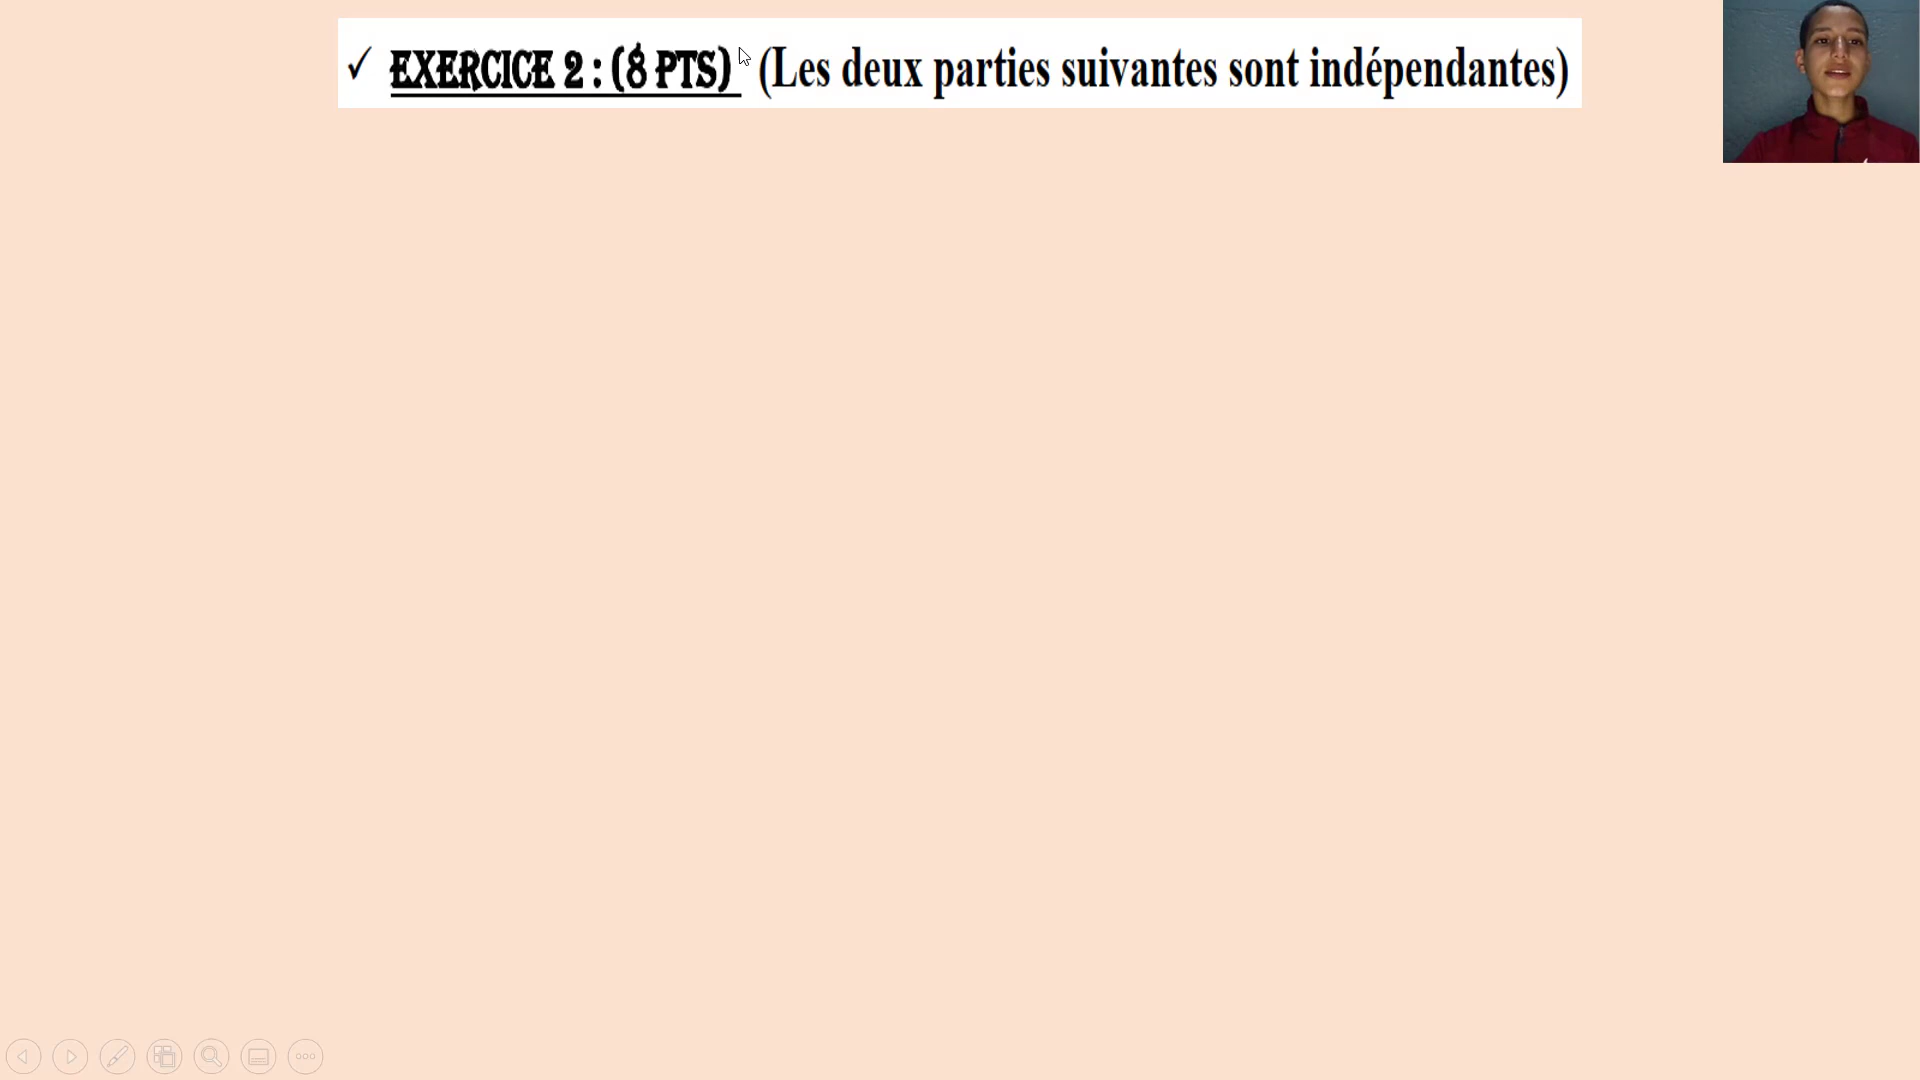 ✓ EXERCICE 2 : (8 PTS) (Les deux parties suivantes sont indépendantes)